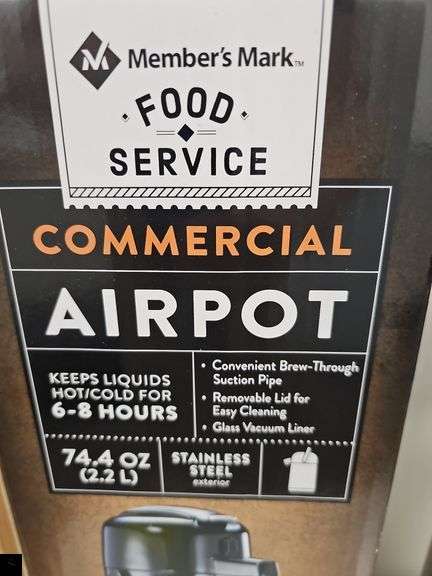 Member's Mark™
FOOD
SERVICE
COMMERCIAL
AIRPOT
KEEPS LIQUIDS
HOT/COLD FOR
6-8 HOURS
• Convenient Brew-Through
Suction Pipe
• Removable Lid for
Easy Cleaning
• Glass Vacuum Liner
74.4 OZ
(2.2 L)
STAINLESS
STEEL
exterior